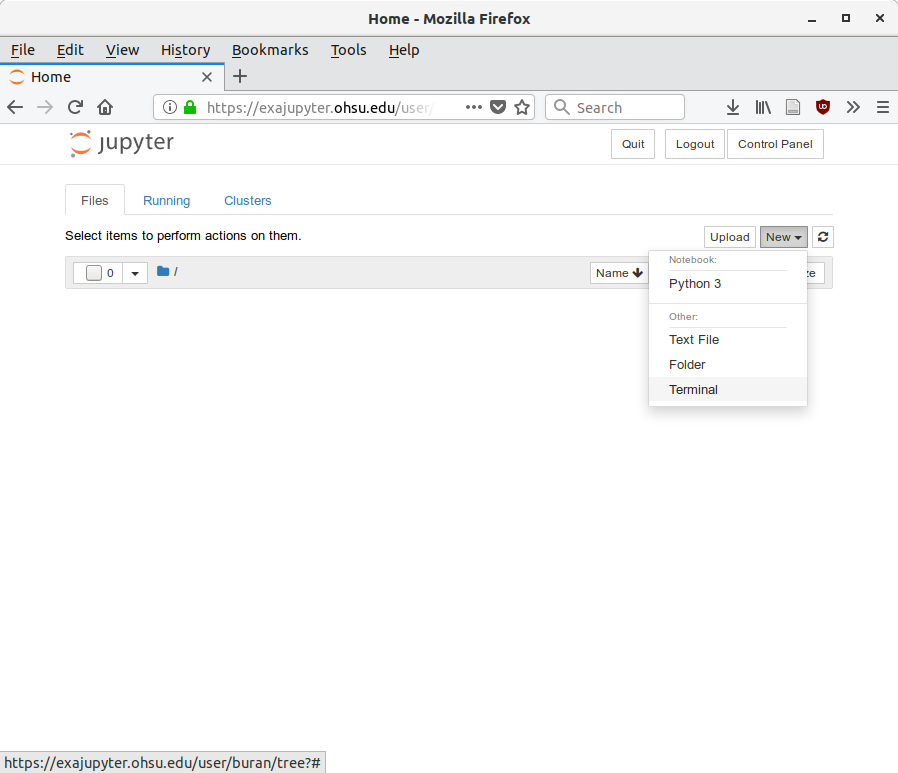 Home - Mozilla Firefox
File Edit View History Bookmarks Tools Help
Home
https://exajupyter.ohsu.edu/user/ Search
jupyter Quit Logout Control Panel
Files Running Clusters
Select items to perform actions on them. Upload New
0 / Name ze
Notebook:
Python 3
Other:
Text File
Folder
Terminal
https://exajupyter.ohsu.edu/user/buran/tree?#